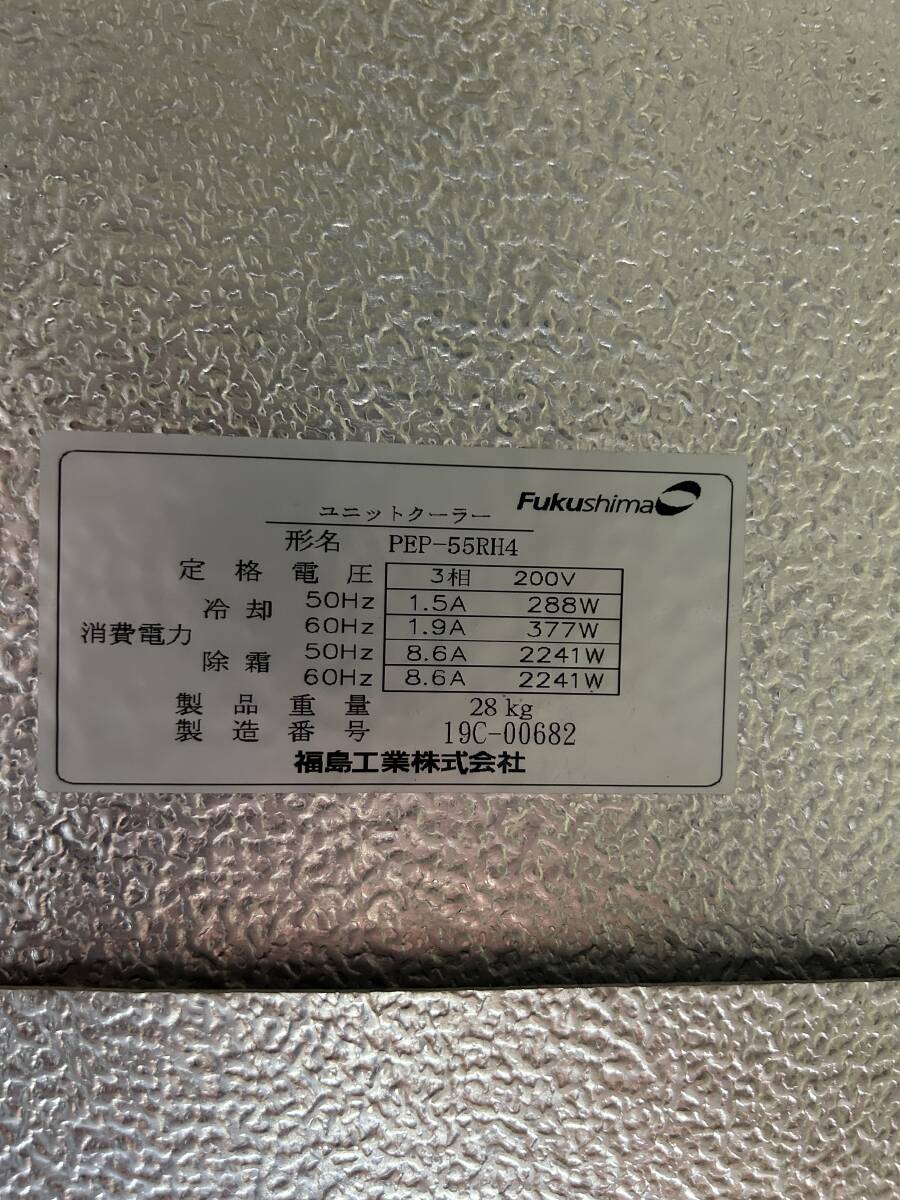 Fukushima
ユニットクーラー
形名 PEP-55RH4
定格電圧 3相 200V
消費電力 冷却 50Hz 1.5A 288W
60Hz 1.9A 377W
除霜 50Hz 8.6A 2241W
60Hz 8.6A 2241W
製品重量 28kg
製造番号 19C-00682
福島工業株式会社